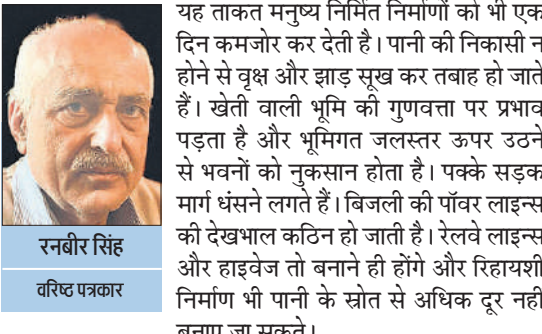 यह ताकत मनुष्य निर्मित निर्माणों को भी एक
दिन कमजोर कर देती है। पानी की निकासी न
होने से वृक्ष और झाड़ सूख कर तबाह हो जाते
हैं। खेती वाली भूमि की गुणवत्ता पर प्रभाव
पड़ता है और भूमिगत जलस्तर ऊपर उठने
से भवनों को नुकसान होता है। पक्के सड़क
मार्ग धंसने लगते हैं। बिजली की पॉवर लाइन्स
की देखभाल कठिन हो जाती है। रेलवे लाइन्स
और हाइवेज तो बनाने ही होंगे और रिहायशी
निर्माण भी पानी के स्रोत से अधिक दूर नहीं
बनाए जा सकते।
रनबीर सिंह
वरिष्ठ पत्रकार